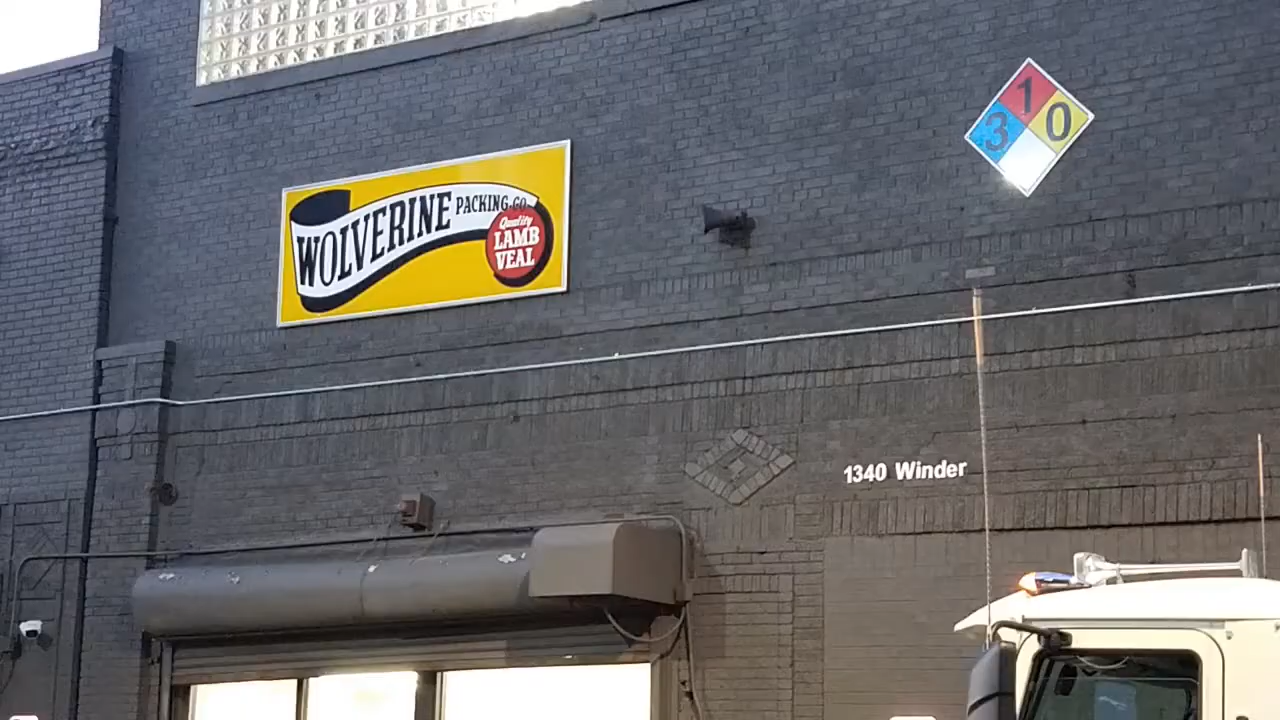 WOLVERINE PACKING CO.
Quality
LAMB
VEAL
1
3 0
1340 Winder